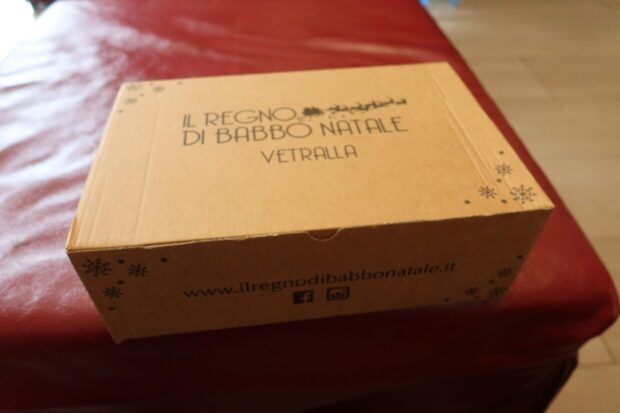 IL REGNO
DI BABBO NATALE
VETRALLA
www.ilregnodibabbonatale.it